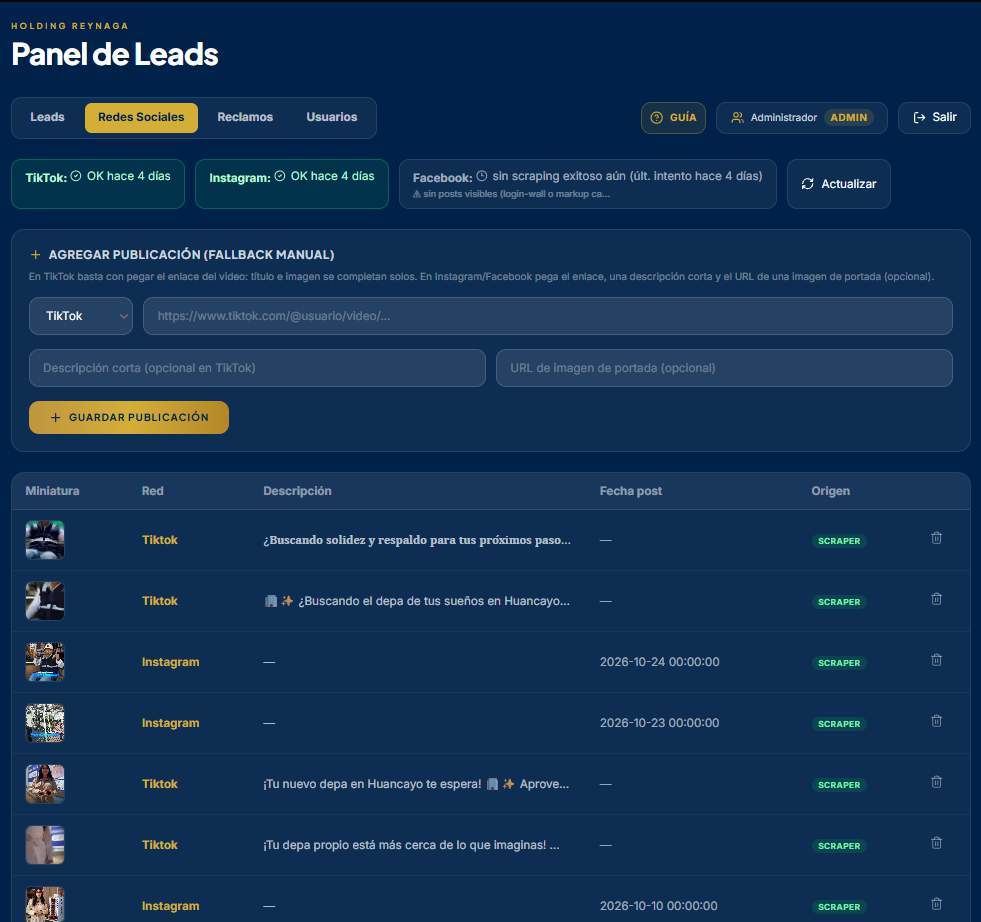 HOLDING REYNAGA
Panel de Leads
Leads
Redes Sociales
Reclamos
Usuarios
GUÍA
Administrador ADMIN
Salir
TikTok: OK hace 4 días
Instagram: OK hace 4 días
Facebook: sin scraping exitoso aún (últ. intento hace 4 días)
⚠ sin posts visibles (login-wall o markup ca...
Actualizar
+ AGREGAR PUBLICACIÓN (FALLBACK MANUAL)
En TikTok basta con pegar el enlace del video: título e imagen se completan solos. En Instagram/Facebook pega el enlace, una descripción corta y el URL de una imagen de portada (opcional).
TikTok
https://www.tiktok.com/@usuario/video/...
Descripción corta (opcional en TikTok)
URL de imagen de portada (opcional)
+ GUARDAR PUBLICACIÓN
Miniatura Red Descripción Fecha post Origen
Tiktok ¿Buscando solidez y respaldo para tus próximos paso... — SCRAPER
Tiktok 🏢 ✨ ¿Buscando el depa de tus sueños en Huancayo... — SCRAPER
Instagram — 2026-10-24 00:00:00 SCRAPER
Instagram — 2026-10-23 00:00:00 SCRAPER
Tiktok ¡Tu nuevo depa en Huancayo te espera! 🏢 ✨ Aprove... — SCRAPER
Tiktok ¡Tu depa propio está más cerca de lo que imaginas! ... — SCRAPER
Instagram — 2026-10-10 00:00:00 SCRAPER